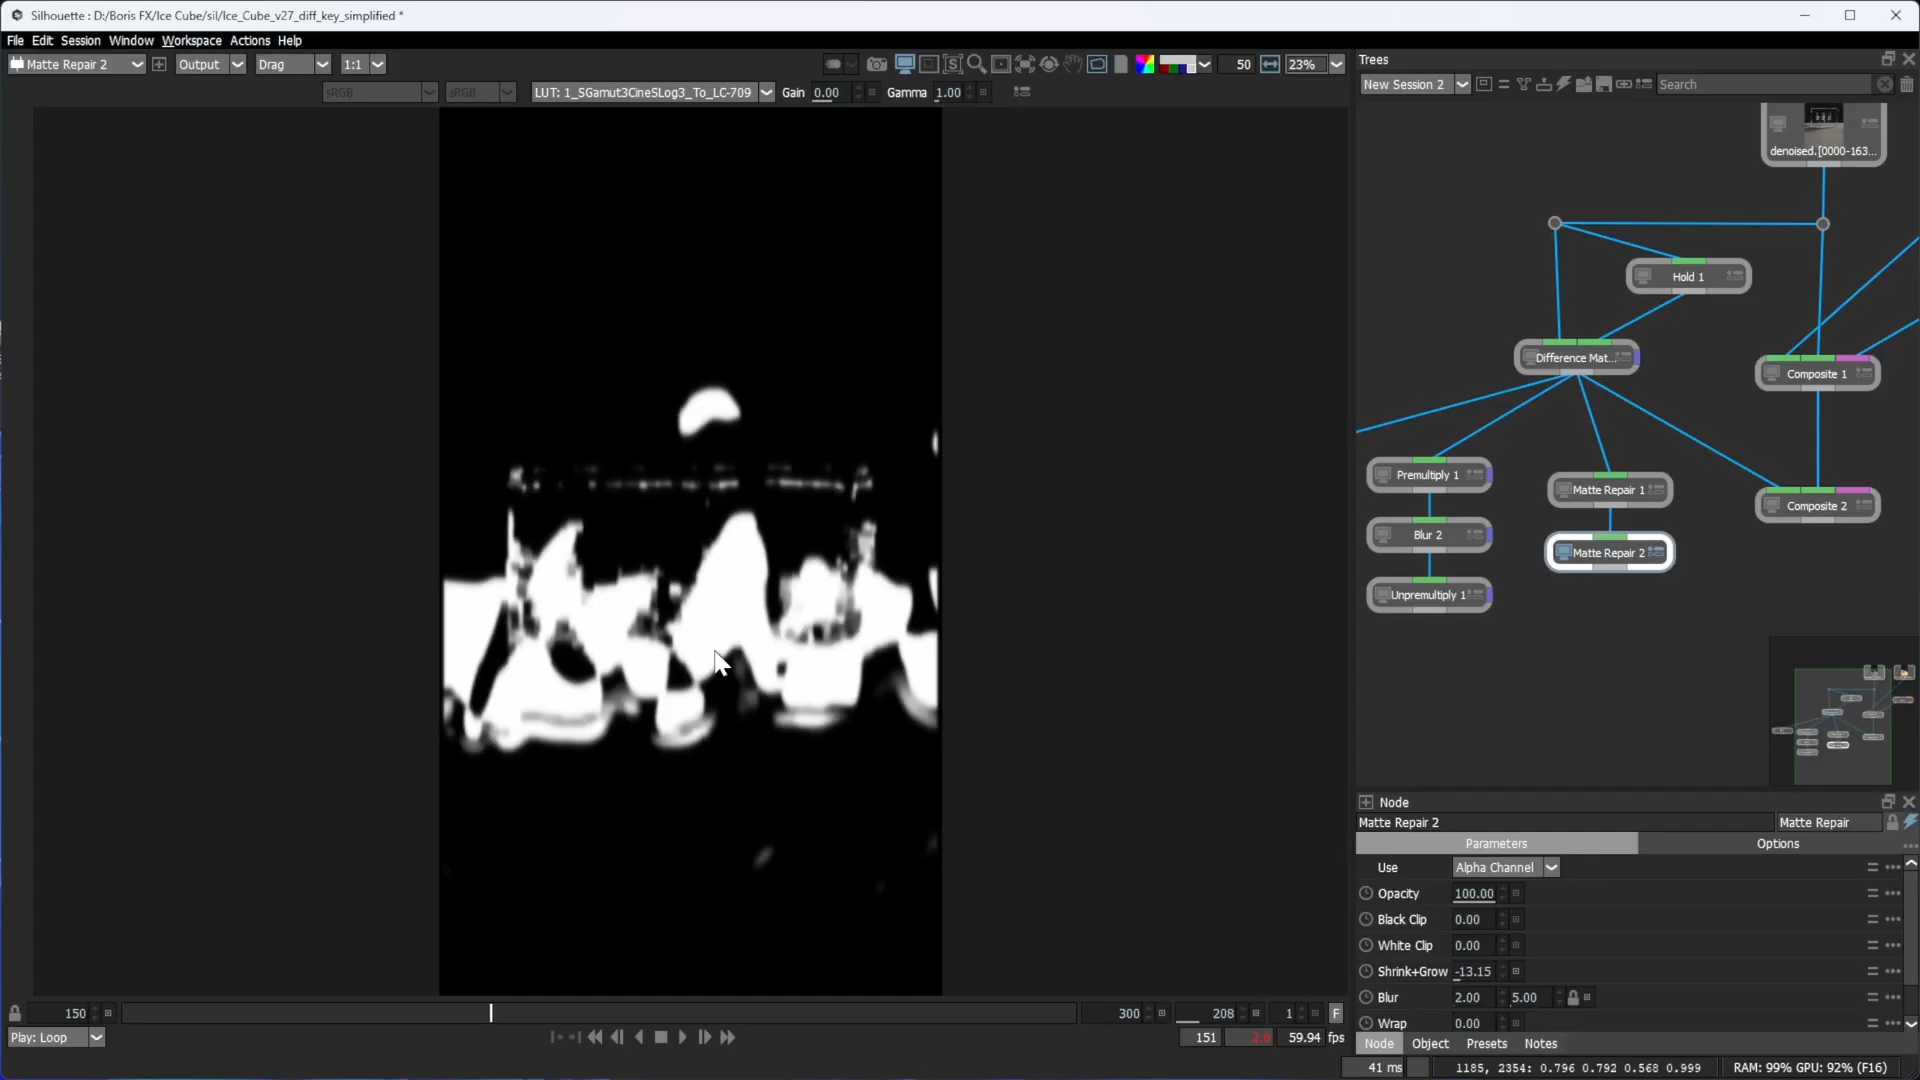 Silhouette : D:/Boris FX/Ice Cube/sil/Ice_Cube_v27_diff_key_simplified *
File Edit Session Window Workspace Actions Help
Matte Repair 2 Output Drag 1:1 50 23%
sRGB sRGB LUT: 1_SGamut3CineSLog3_To_LC-709 Gain 0.00 Gamma 1.00
Trees
New Session 2 Search
denoised.[0000-163...
Hold 1
Difference Mat...
Composite 1
Premultiply 1
Matte Repair 1
Composite 2
Blur 2
Matte Repair 2
Unpremultiply 1
Node
Matte Repair 2 Matte Repair
Parameters Options
Use Alpha Channel
Opacity 100.00
Black Clip 0.00
White Clip 0.00
Shrink+Grow -13.15
Blur 2.00 5.00
Wrap 0.00
150 300 208 1 F
Play: Loop 151 2.0 59.94 fps
Node Object Presets Notes
41 ms 1185, 2354: 0.796 0.792 0.568 0.999 RAM: 99% GPU: 92% (F16)